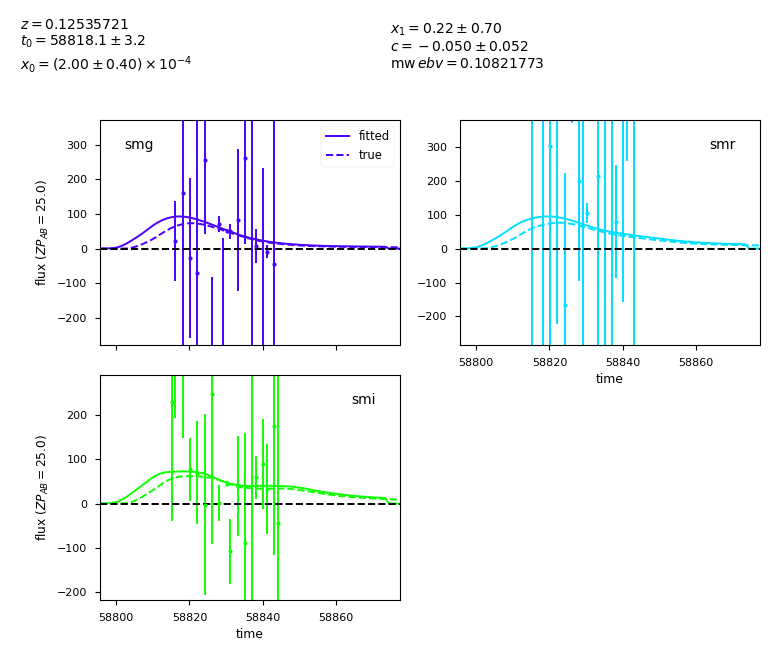 z = 0.12535721
t₀ = 58818.1 ± 3.2
x₀ = (2.00 ± 0.40) × 10⁻⁴
x₁ = 0.22 ± 0.70
c = −0.050 ± 0.052
mw ebv = 0.10821773
smg
fitted
true
300
200
100
0
−100
−200
flux (ZP_AB = 25.0)
smr
300
200
100
0
−100
−200
58800 58820 58840 58860
time
smi
200
100
0
−100
−200
flux (ZP_AB = 25.0)
58800 58820 58840 58860
time